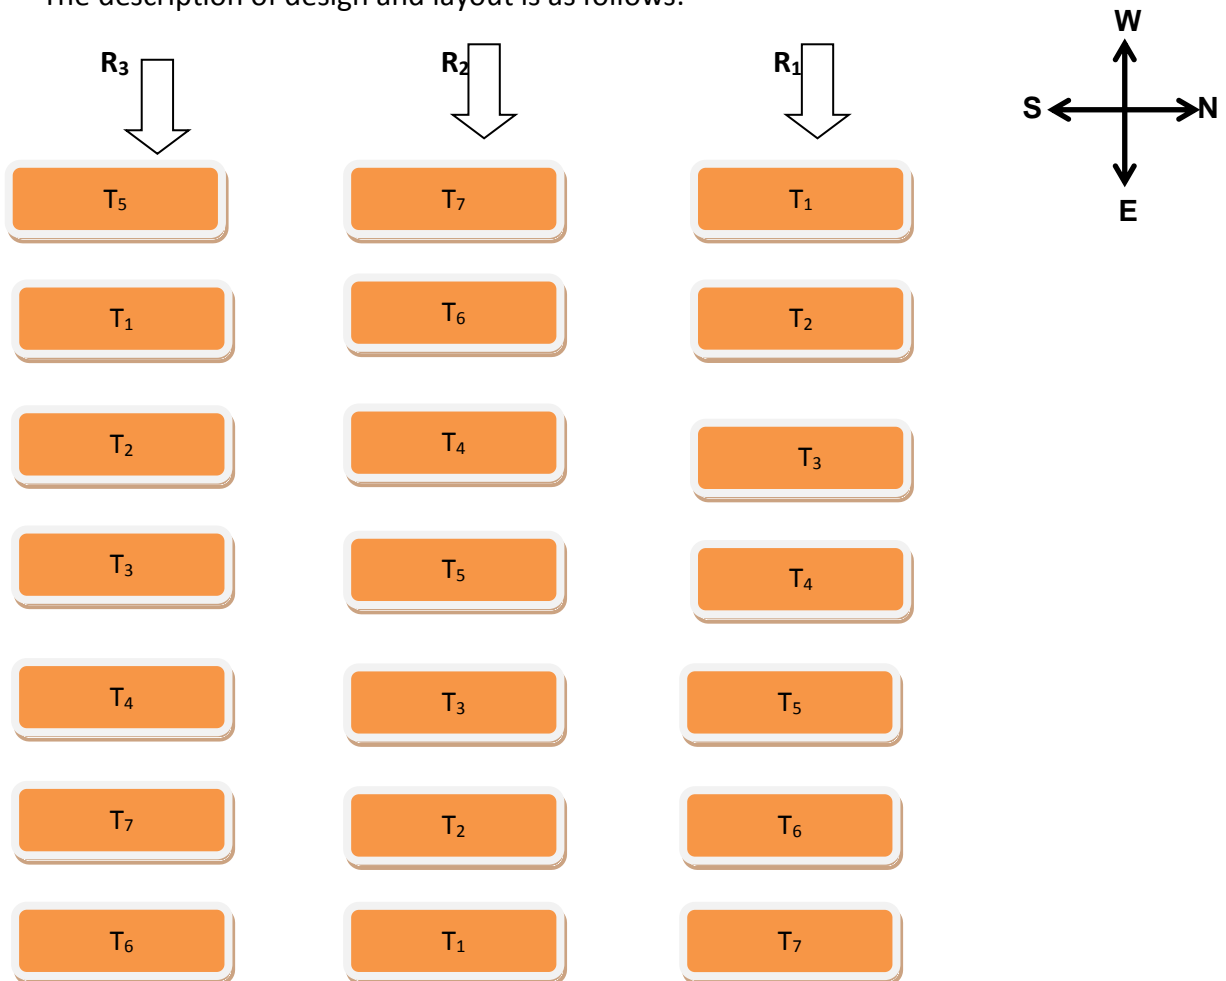 The description of design and layout is as follows:
W
R3 R2 R1
S N
E
T5 T7 T1
T1 T6 T2
T2 T4 T3
T3 T5 T4
T4 T3 T5
T7 T2 T6
T6 T1 T7